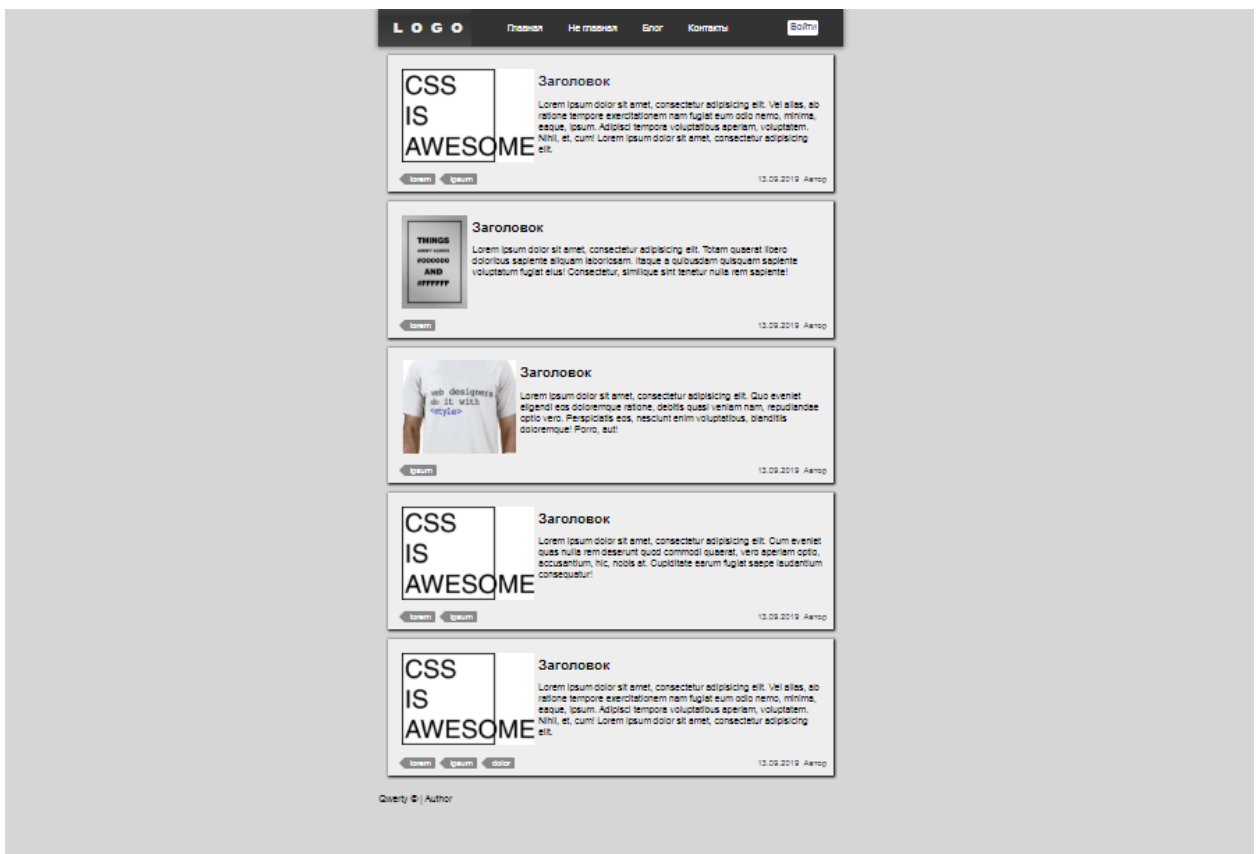 LOGO Главная Не главная Блог Контакты Войти
CSS
IS
AWESOME
Заголовок
Lorem ipsum dolor sit amet, consectetur adipisicing elit. Vel alias, ab
ratione tempore exercitationem nam fugiat eum odio nemo, minima,
eaque, ipsum. Adipisci tempora voluptatibus aperiam, voluptatem.
Nihil, et, cum! Lorem ipsum dolor sit amet, consectetur adipisicing
elit.
lorem ipsum 13.09.2019 Автор
THINGS
#000000
AND
#FFFFFF
Заголовок
Lorem ipsum dolor sit amet, consectetur adipisicing elit. Totam quaerat libero
doloribus sapiente aliquam laboriosam. Itaque a quibusdam quisquam sapiente
voluptatum fugiat eius! Consectetur, similique sint tenetur nulla rem sapiente!
lorem 13.09.2019 Автор
web designers
do it with
<style>
Заголовок
Lorem ipsum dolor sit amet, consectetur adipisicing elit. Quo eveniet
eligendi eos doloremque ratione, debitis quasi veniam nam, repudiandae
optio vero. Perspiciatis eos, nesciunt enim voluptatibus, blanditiis
doloremque! Porro, aut!
ipsum 13.09.2019 Автор
CSS
IS
AWESOME
Заголовок
Lorem ipsum dolor sit amet, consectetur adipisicing elit. Cum eveniet
quas nulla rem deserunt quod commodi quaerat, vero aperiam optio,
accusantium, hic, nobis at. Cupiditate earum fugiat saepe laudantium
consequatur!
lorem ipsum 13.09.2019 Автор
CSS
IS
AWESOME
Заголовок
Lorem ipsum dolor sit amet, consectetur adipisicing elit. Vel alias, ab
ratione tempore exercitationem nam fugiat eum odio nemo, minima,
eaque, ipsum. Adipisci tempora voluptatibus aperiam, voluptatem.
Nihil, et, cum! Lorem ipsum dolor sit amet, consectetur adipisicing
elit.
lorem ipsum dolor 13.09.2019 Автор
Qwerty © | Author